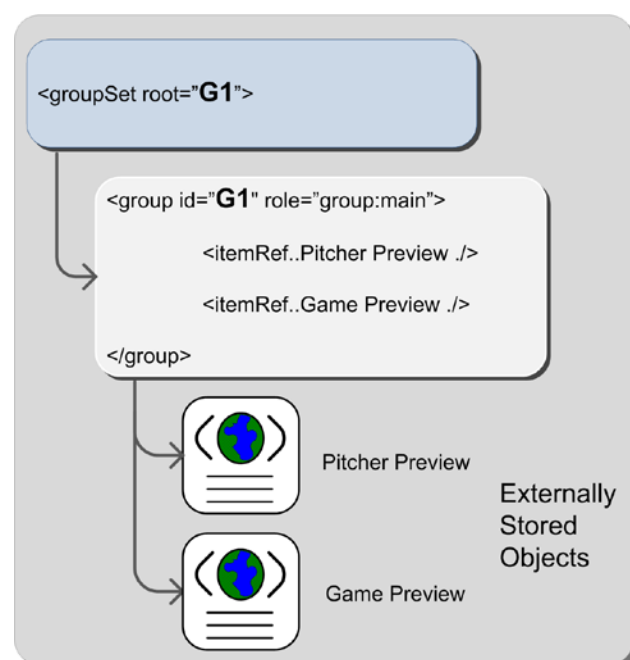 <groupSet root="G1">
<group id="G1" role="group:main">
<itemRef..Pitcher Preview ./>
<itemRef..Game Preview ./>
</group>
Pitcher Preview
Externally
Stored
Objects
Game Preview